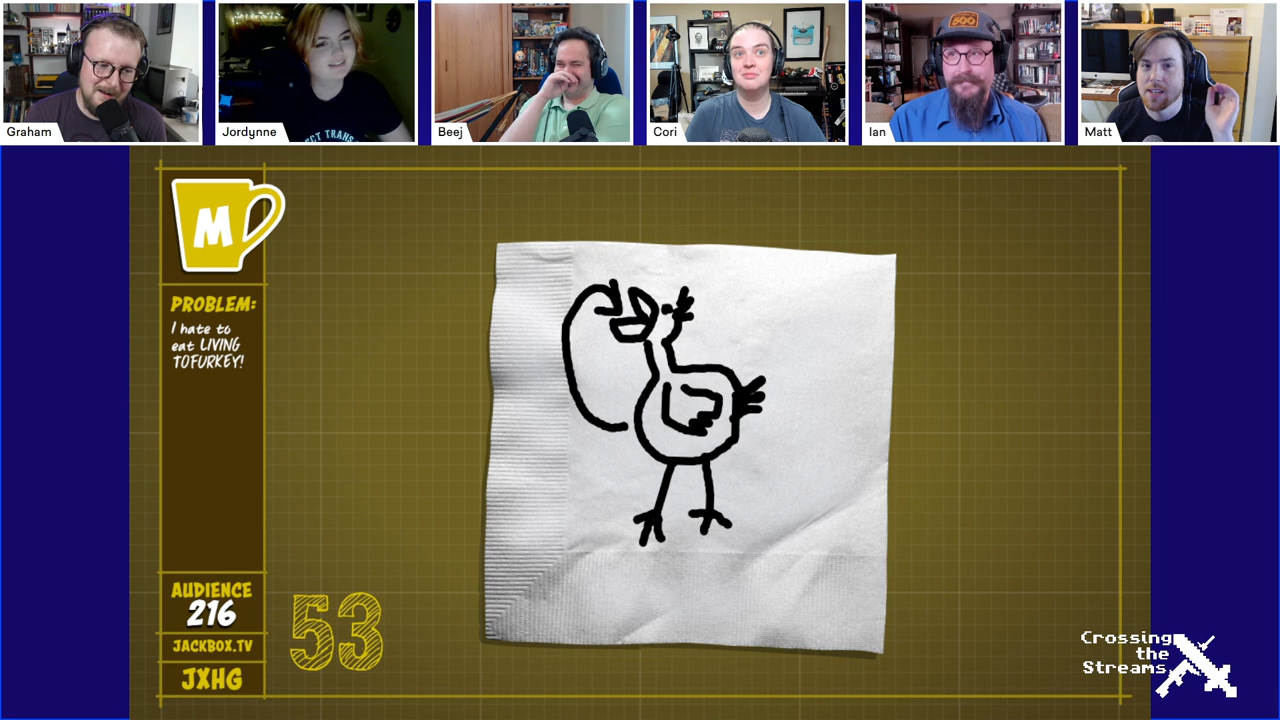 Graham
Jordynne
Beej
Cori
Ian
Matt
500
M
PROBLEM:
I hate to
eat LIVING
TOFURKEY!
AUDIENCE
216
JACKBOX.TV
JXHG
53
Crossing
the
Streams